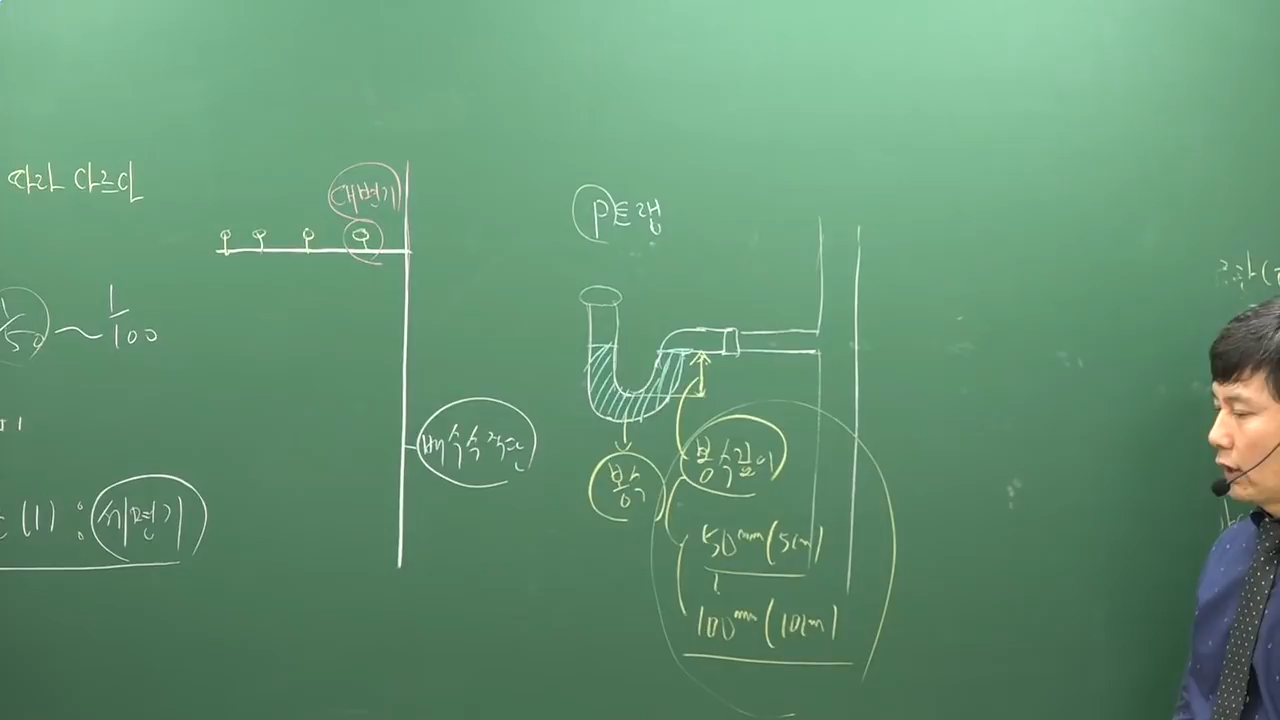 따라 다르다
1/50 ~ 1/100
(1) : 세면기
대변기
배수수직관
P트랩
봉수
봉수깊이
50mm(5cm)
~
100mm(10cm)